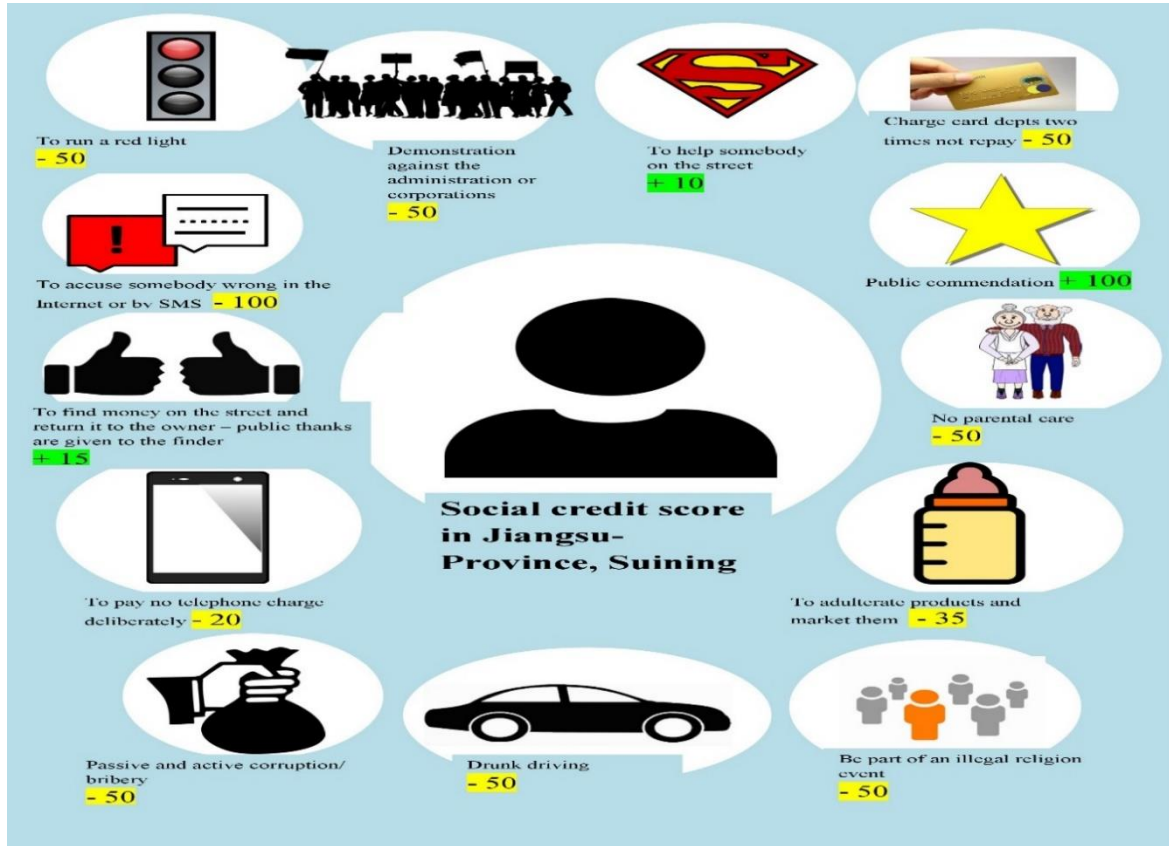 To run a red light
- 50
Demonstration
against the
administration or
corporations
- 50
To help somebody
on the street
+ 10
Charge card depts two
times not repay - 50
To accuse somebody wrong in the
Internet or by SMS - 100
Public commendation + 100
To find money on the street and
return it to the owner – public thanks
are given to the finder
+ 15
No parental care
- 50
Social credit score
in Jiangsu-
Province, Suining
To pay no telephone charge
deliberately - 20
To adulterate products and
market them - 35
Passive and active corruption/
bribery
- 50
Drunk driving
- 50
Be part of an illegal religion
event
- 50